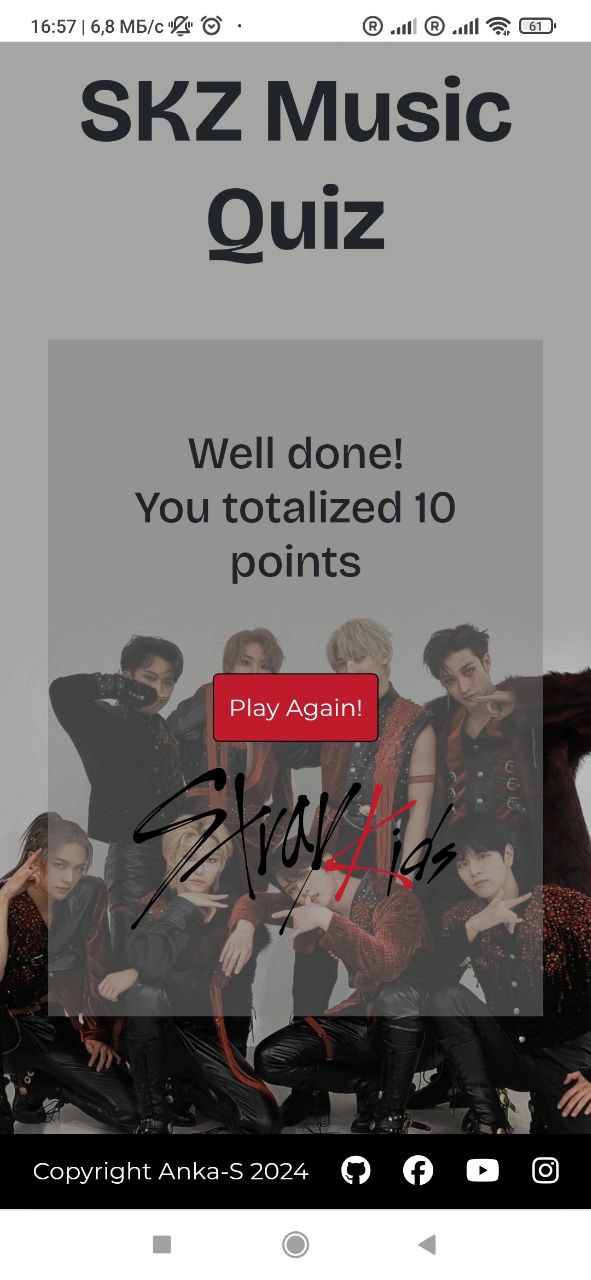 16:57 | 6,8 МБ/с
61
SKZ Music
Quiz
Well done!
You totalized 10
points
Play Again!
Stray Kids
Copyright Anka-S 2024